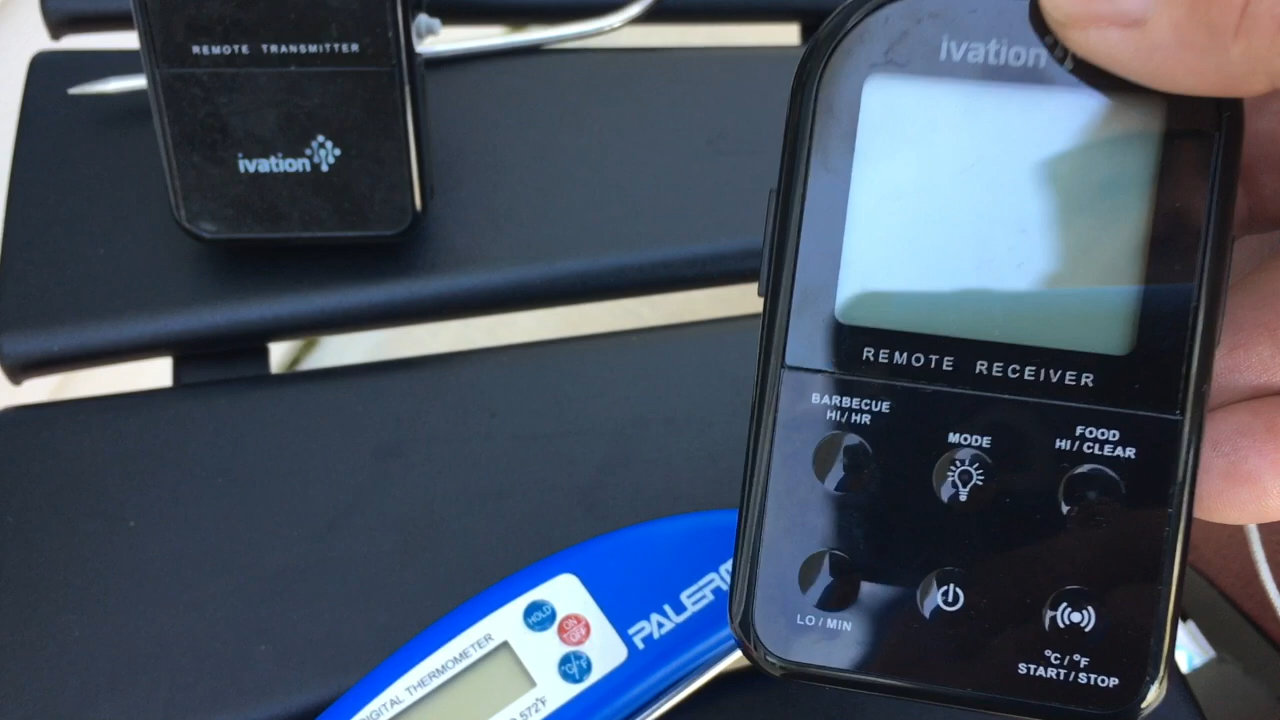 REMOTE TRANSMITTER
ivation
ivation
REMOTE RECEIVER
BARBECUE
HI/HR
MODE
FOOD
HI/CLEAR
LO/MIN
°C/°F
START/STOP
HOLD
ON
OFF
°C/°F
DIGITAL THERMOMETER
572°F